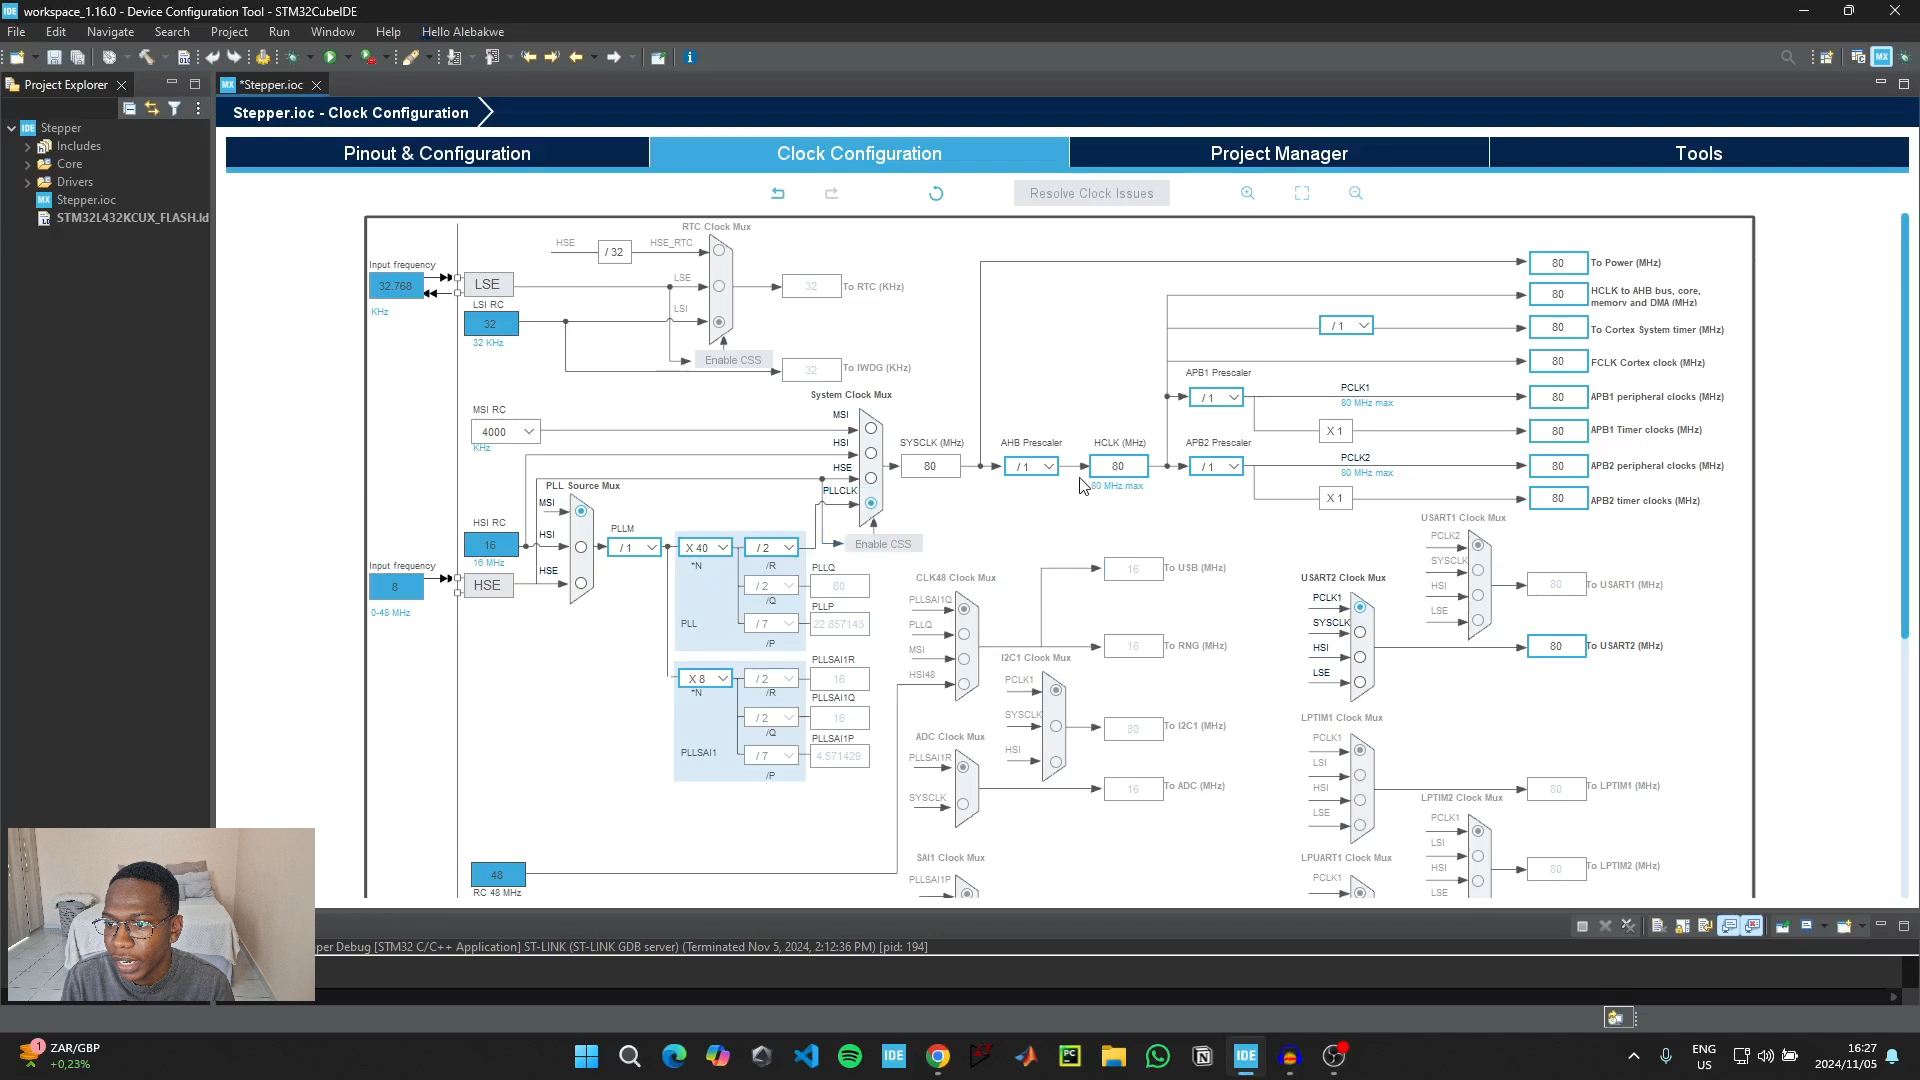 workspace_1.16.0 - Device Configuration Tool - STM32CubeIDE
File Edit Navigate Search Project Run Window Help Hello Alebakwe
Project Explorer
*Stepper.ioc
Stepper.ioc - Clock Configuration
Stepper
Includes
Core
Drivers
Stepper.ioc
STM32L432KCUX_FLASH.ld
Pinout & Configuration
Clock Configuration
Project Manager
Tools
Resolve Clock Issues
RTC Clock Mux
HSE
/ 32
HSE_RTC
Input frequency
32.768
KHz
LSE
LSE
32
To RTC (KHz)
LSI RC
32
32 KHz
LSI
Enable CSS
32
To IWDG (KHz)
System Clock Mux
MSI RC
4000
KHz
MSI
HSI
HSE
PLLCLK
SYSCLK (MHz)
80
AHB Prescaler
/ 1
HCLK (MHz)
80
80 MHz max
Enable CSS
PLL Source Mux
MSI
HSI
HSE
HSI RC
16
16 MHz
Input frequency
8
0-48 MHz
HSE
PLLM
/ 1
X 40
*N
/ 2
/R
PLLQ
/ 2
80
/Q
PLLP
/ 7
22.857143
/P
PLL
X 8
*N
PLLSAI1R
/ 2
16
/R
PLLSAI1Q
/ 2
16
/Q
PLLSAI1P
/ 7
4.571429
/P
PLLSAI1
48
RC 48 MHz
80
To Power (MHz)
80
HCLK to AHB bus, core,
memory and DMA (MHz)
/ 1
80
To Cortex System timer (MHz)
80
FCLK Cortex clock (MHz)
APB1 Prescaler
/ 1
PCLK1
80 MHz max
80
APB1 peripheral clocks (MHz)
X 1
80
APB1 Timer clocks (MHz)
APB2 Prescaler
/ 1
PCLK2
80 MHz max
80
APB2 peripheral clocks (MHz)
X 1
80
APB2 timer clocks (MHz)
CLK48 Clock Mux
PLLSAI1Q
PLLQ
MSI
HSI48
16
To USB (MHz)
16
To RNG (MHz)
I2C1 Clock Mux
PCLK1
SYSCLK
HSI
80
To I2C1 (MHz)
ADC Clock Mux
PLLSAI1R
SYSCLK
16
To ADC (MHz)
SAI1 Clock Mux
PLLSAI1P
USART1 Clock Mux
PCLK2
SYSCLK
HSI
LSE
80
To USART1 (MHz)
USART2 Clock Mux
PCLK1
SYSCLK
HSI
LSE
80
To USART2 (MHz)
LPTIM1 Clock Mux
PCLK1
LSI
HSI
LSE
80
To LPTIM1 (MHz)
LPTIM2 Clock Mux
PCLK1
LSI
HSI
LSE
80
To LPTIM2 (MHz)
LPUART1 Clock Mux
PCLK1
per Debug [STM32 C/C++ Application] ST-LINK (ST-LINK GDB server) (Terminated Nov 5, 2024, 2:12:36 PM) [pid: 194]
1
ZAR/GBP
+0,23%
ENG
US
16:27
2024/11/05